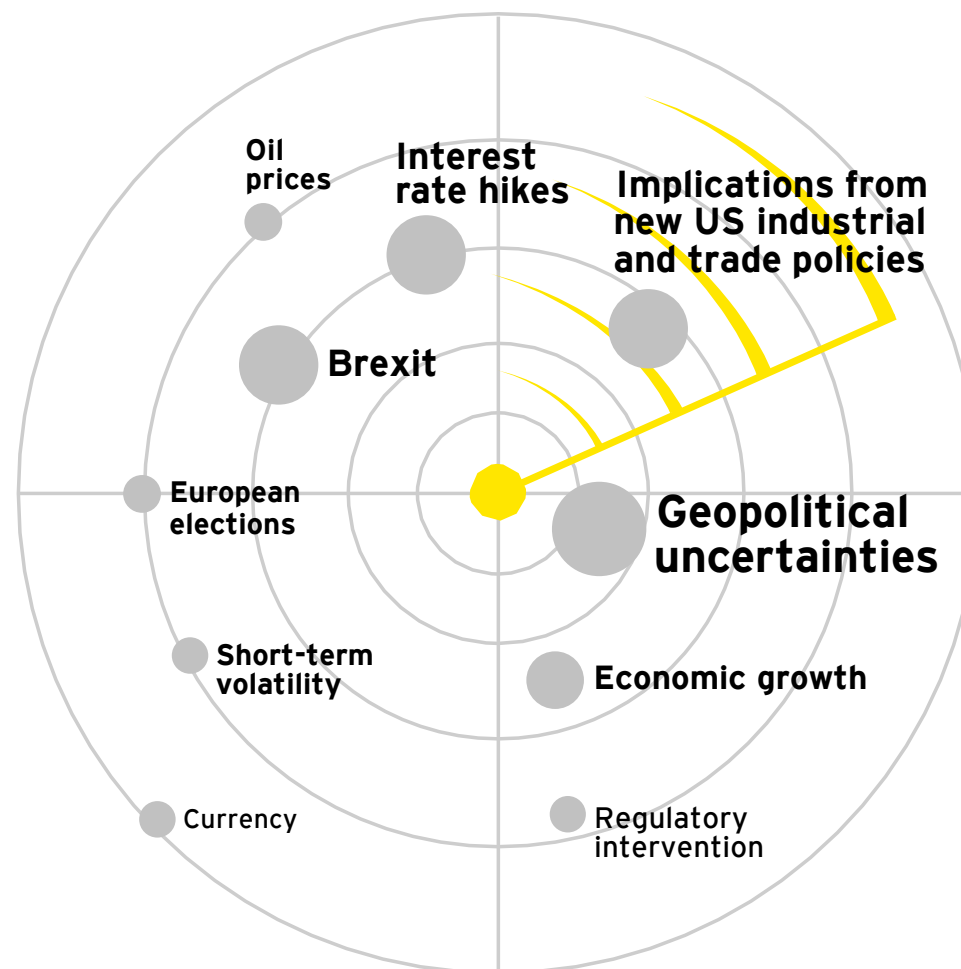 Oil
prices
Interest
rate hikes
Implications from
new US industrial
and trade policies
Brexit
European
elections
Geopolitical
uncertainties
Short-term
volatility
Economic growth
Currency
Regulatory
intervention